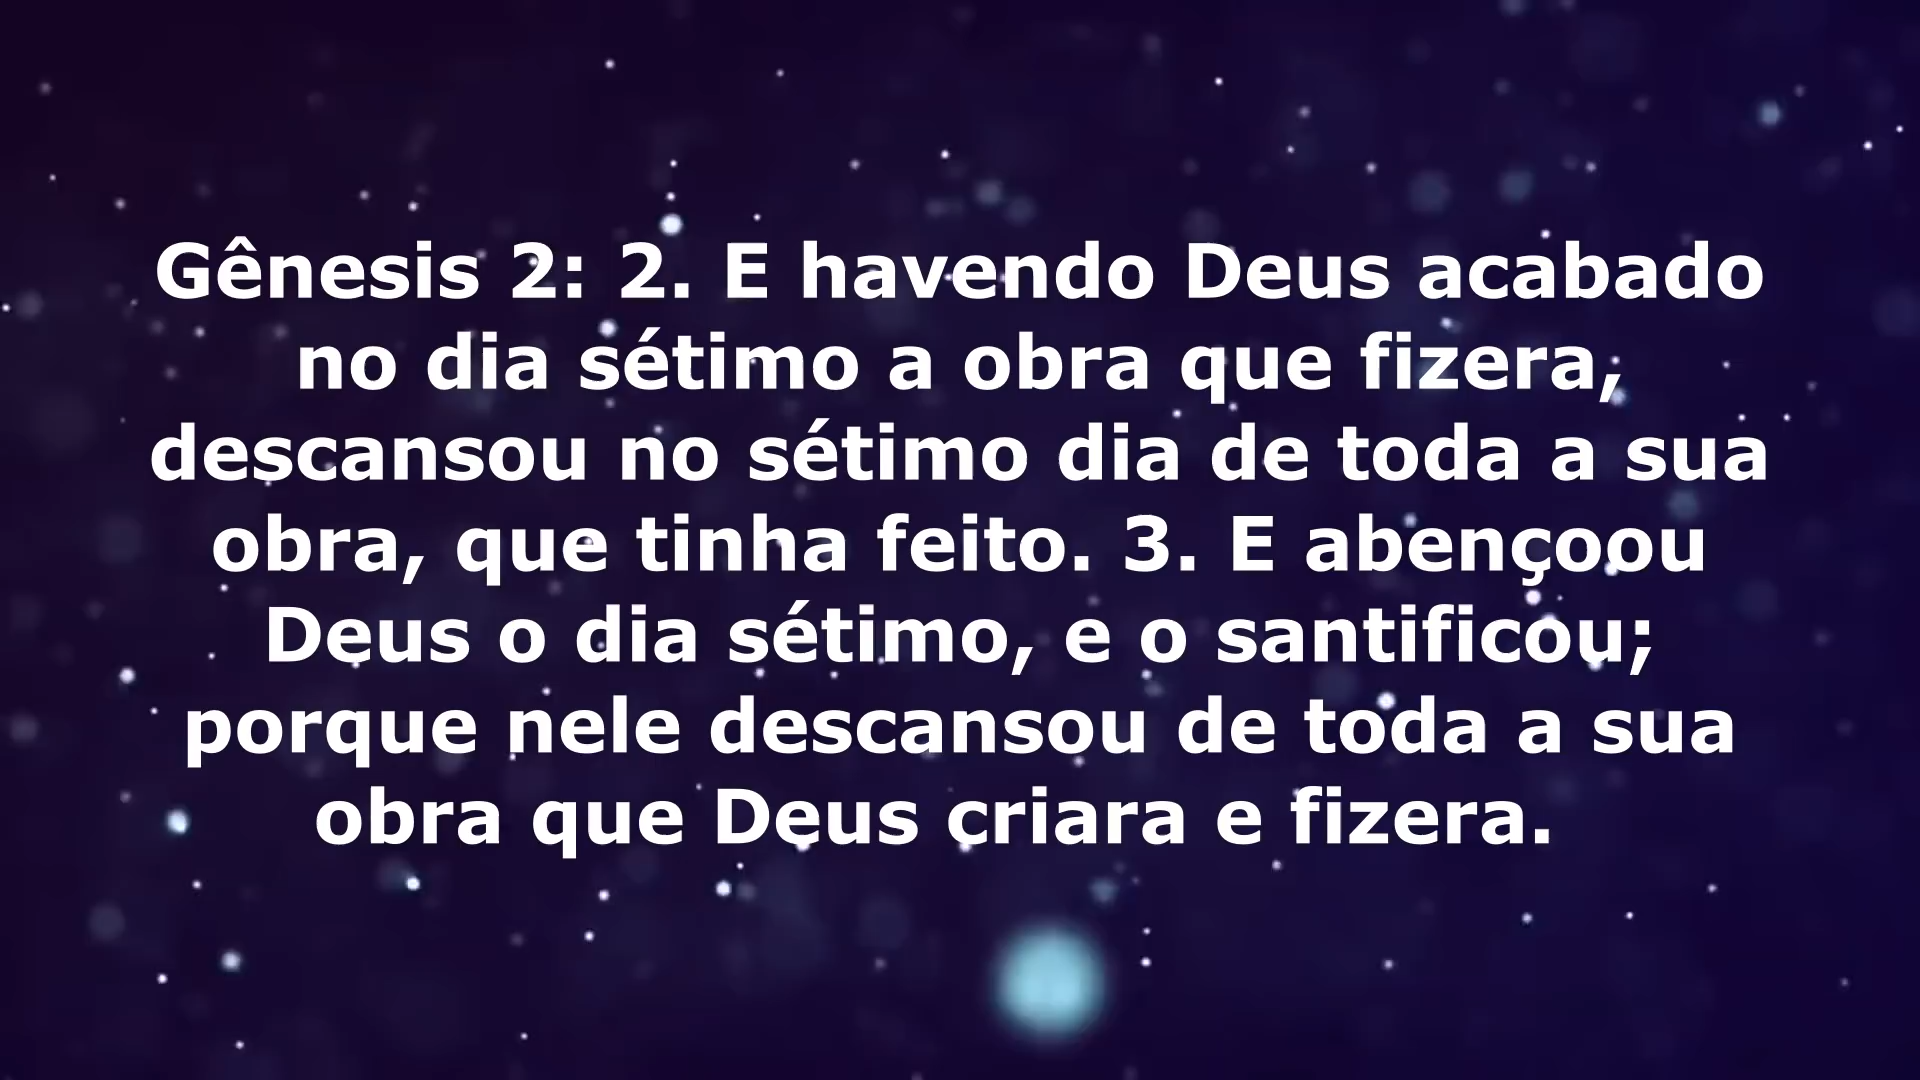 Gênesis 2: 2. E havendo Deus acabado
no dia sétimo a obra que fizera,
descansou no sétimo dia de toda a sua
obra, que tinha feito. 3. E abençoou
Deus o dia sétimo, e o santificou;
porque nele descansou de toda a sua
obra que Deus criara e fizera.